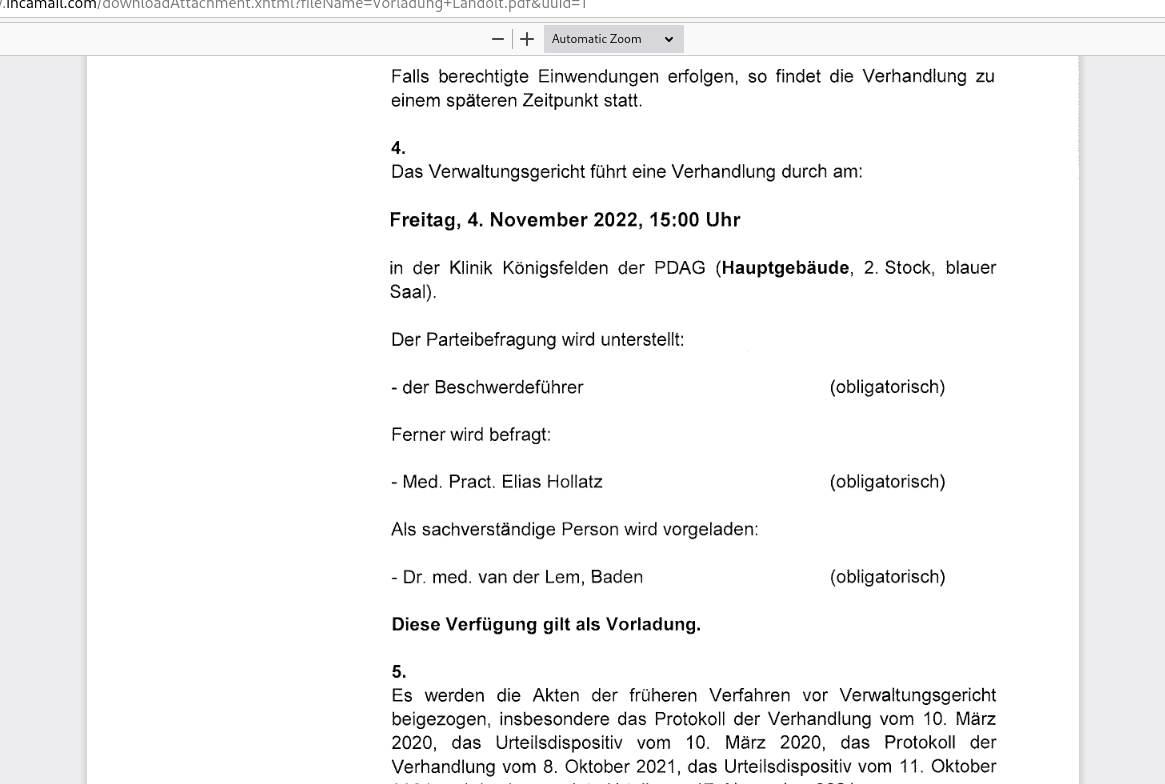 .incamail.com/downloadAttachment.xhtml?fileName=Vorladung+Landolt.pdf&uuid=1
Automatic Zoom
Falls berechtigte Einwendungen erfolgen, so findet die Verhandlung zu
einem späteren Zeitpunkt statt.
4.
Das Verwaltungsgericht führt eine Verhandlung durch am:
Freitag, 4. November 2022, 15:00 Uhr
in der Klinik Königsfelden der PDAG (Hauptgebäude, 2. Stock, blauer
Saal).
Der Parteibefragung wird unterstellt:
- der Beschwerdeführer (obligatorisch)
Ferner wird befragt:
- Med. Pract. Elias Hollatz (obligatorisch)
Als sachverständige Person wird vorgeladen:
- Dr. med. van der Lem, Baden (obligatorisch)
Diese Verfügung gilt als Vorladung.
5.
Es werden die Akten der früheren Verfahren vor Verwaltungsgericht
beigezogen, insbesondere das Protokoll der Verhandlung vom 10. März
2020, das Urteilsdispositiv vom 10. März 2020, das Protokoll der
Verhandlung vom 8. Oktober 2021, das Urteilsdispositiv vom 11. Oktober